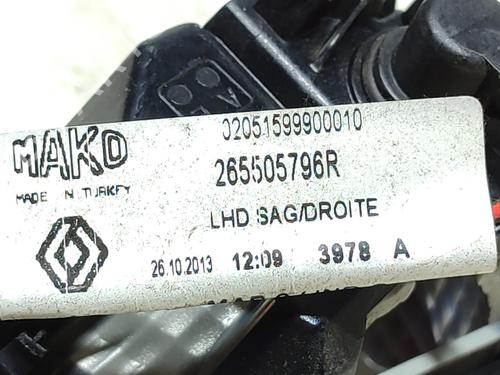 MAKO
02051599900010
MADE IN TURKEY
265505796R
LHD SAG/DROITE
26.10.2013 12:09 3978 A